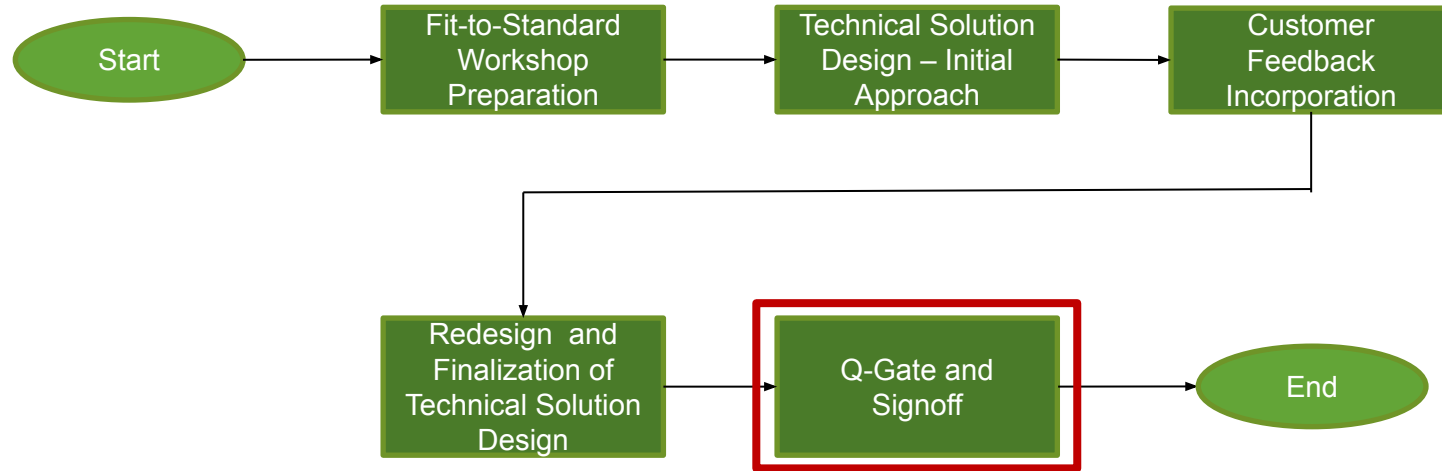 Start
Fit-to-Standard
Workshop
Preparation
Technical Solution
Design – Initial
Approach
Customer
Feedback
Incorporation
Redesign  and
Finalization of
Technical Solution
Design
Q-Gate and
Signoff
End